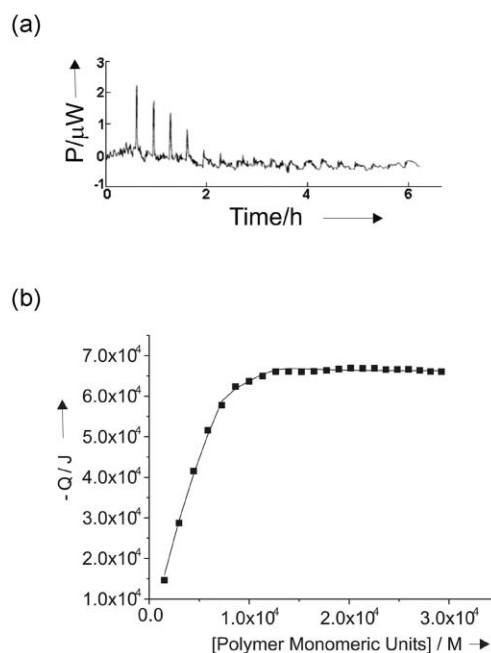 (a)
P/μW
3
2
1
0
-1
0 2 4 6
Time/h
(b)
- Q / J
7.0x10⁴
6.0x10⁴
5.0x10⁴
4.0x10⁴
3.0x10⁴
2.0x10⁴
1.0x10⁴
0.0 1.0x10⁴ 2.0x10⁴ 3.0x10⁴
[Polymer Monomeric Units] / M